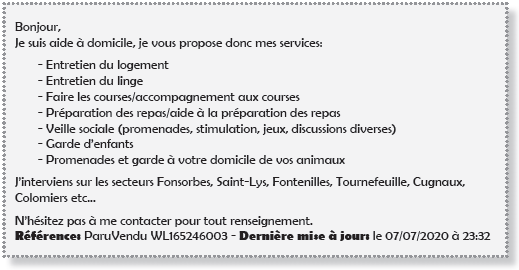 Bonjour,
Je suis aide à domicile, je vous propose donc mes services:
- Entretien du logement
- Entretien du linge
- Faire les courses/accompagnement aux courses
- Préparation des repas/aide à la préparation des repas
- Veille sociale (promenades, stimulation, jeux, discussions diverses)
- Garde d'enfants
- Promenades et garde à votre domicile de vos animaux
J'interviens sur les secteurs Fonsorbes, Saint-Lys, Fontenilles, Tournefeuille, Cugnaux,
Colomiers etc...
N'hésitez pas à me contacter pour tout renseignement.
Références ParuVendu WL165246003 - Dernière mise à jour: le 07/07/2020 à 23:32